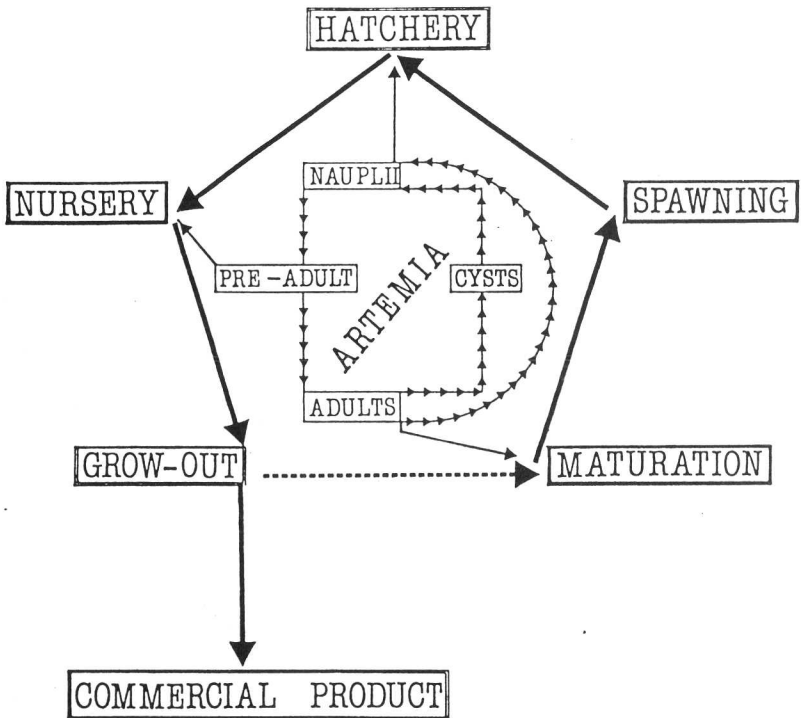 HATCHERY
NAUPLII
NURSERY
SPAWNING
PRE-ADULT
CYSTS
ARTEMIA
ADULTS
GROW-OUT
MATURATION
COMMERCIAL PRODUCT